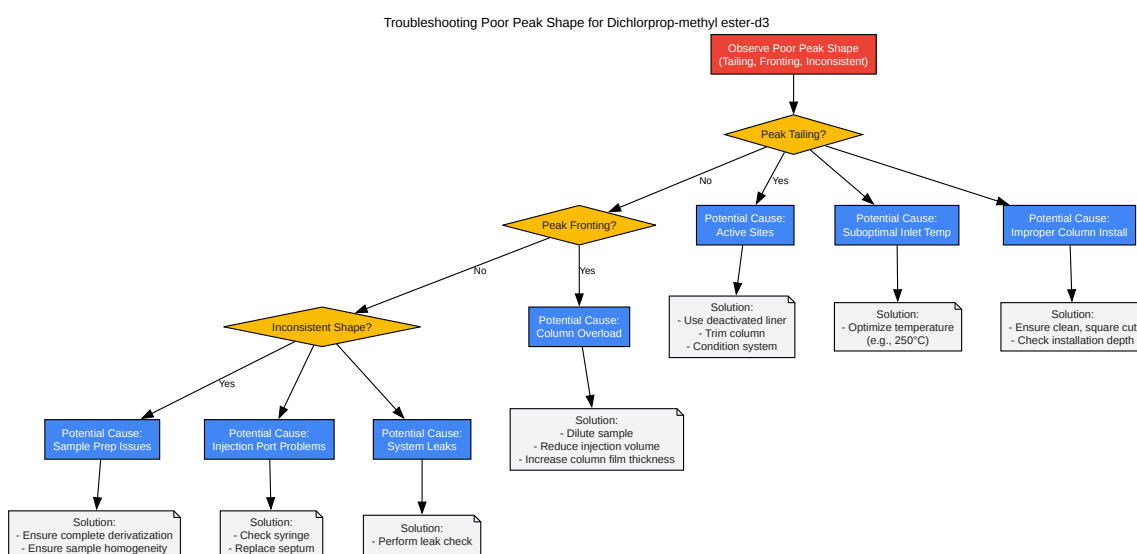 Troubleshooting Poor Peak Shape for Dichlorprop-methyl ester-d3
Observe Poor Peak Shape
(Tailing, Fronting, Inconsistent)
Peak Tailing?
No
Yes
Peak Fronting?
Potential Cause:
Active Sites
Potential Cause:
Suboptimal Inlet Temp
Potential Cause:
Improper Column Install
No
Yes
Solution:
- Use deactivated liner
- Trim column
- Condition system
Solution:
- Optimize temperature
(e.g., 250°C)
Solution:
- Ensure clean, square cut
- Check installation depth
Inconsistent Shape?
Potential Cause:
Column Overload
Yes
Potential Cause:
Sample Prep Issues
Potential Cause:
Injection Port Problems
Potential Cause:
System Leaks
Solution:
- Dilute sample
- Reduce injection volume
- Increase column film thickness
Solution:
- Ensure complete derivatization
- Ensure sample homogeneity
Solution:
- Check syringe
- Replace septum
Solution:
- Perform leak check